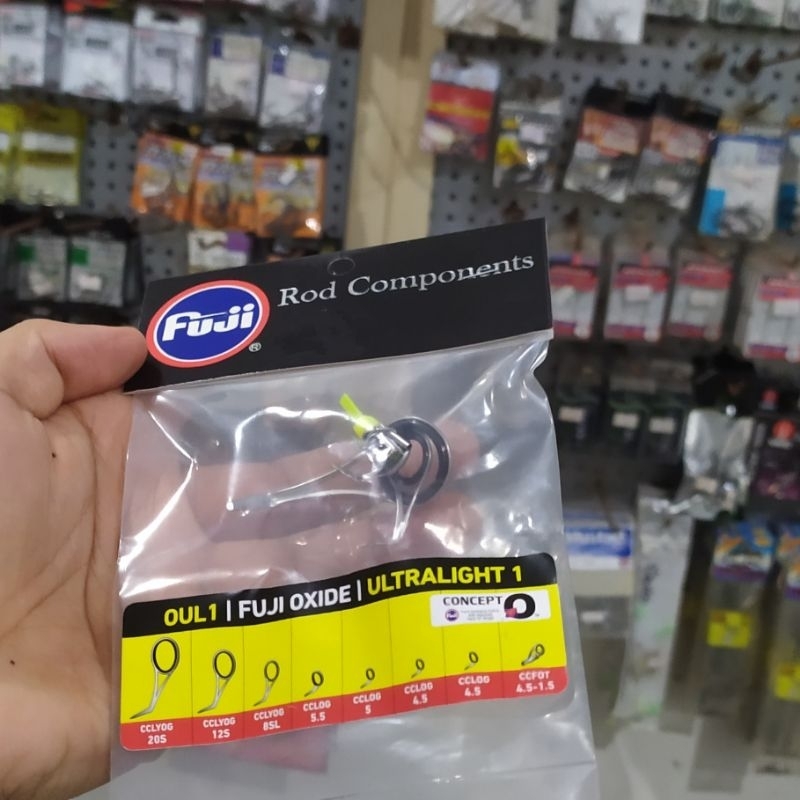 Fuji
®
Rod Components
OUL1 | FUJI OXIDE | ULTRALIGHT 1
CONCEPT O
CCLYOG
20S
CCLYOG
12S
CCLYOG
8SL
CCLOG
5.5
CCLOG
5
CCLOG
4.5
CCLOG
4.5
CCFOT
4.5-1.5